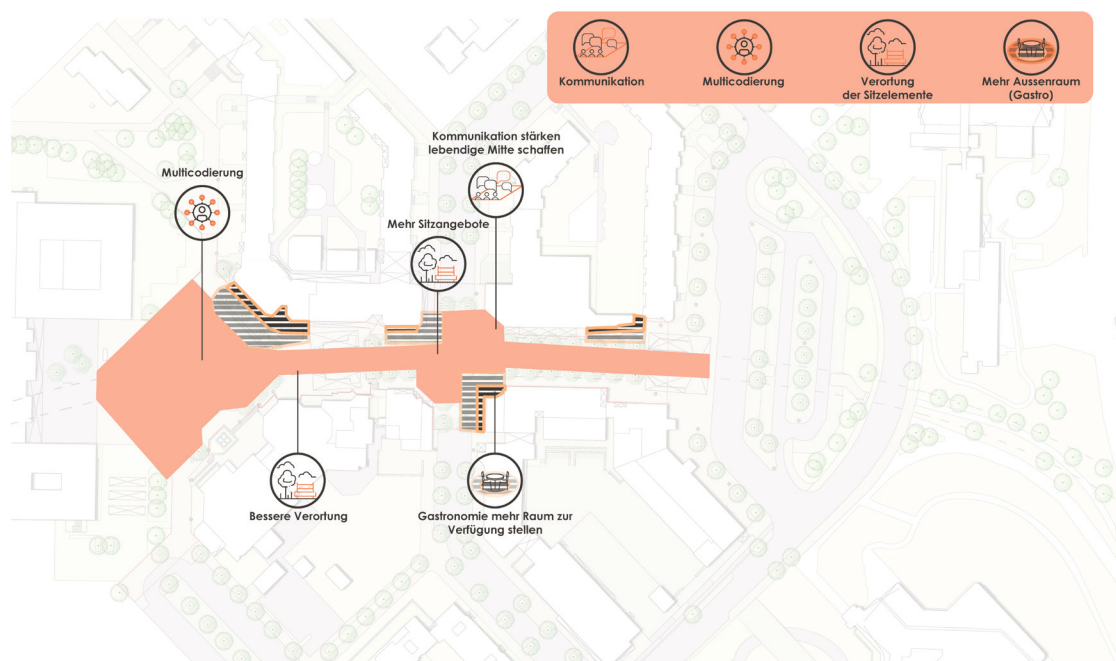 Kommunikation
Multicodierung
Verortung
der Sitzelemente
Mehr Aussenraum
(Gastro)
Kommunikation stärken
lebendige Mitte schaffen
Multicodierung
Mehr Sitzangebote
Bessere Verortung
Gastronomie mehr Raum zur
Verfügung stellen